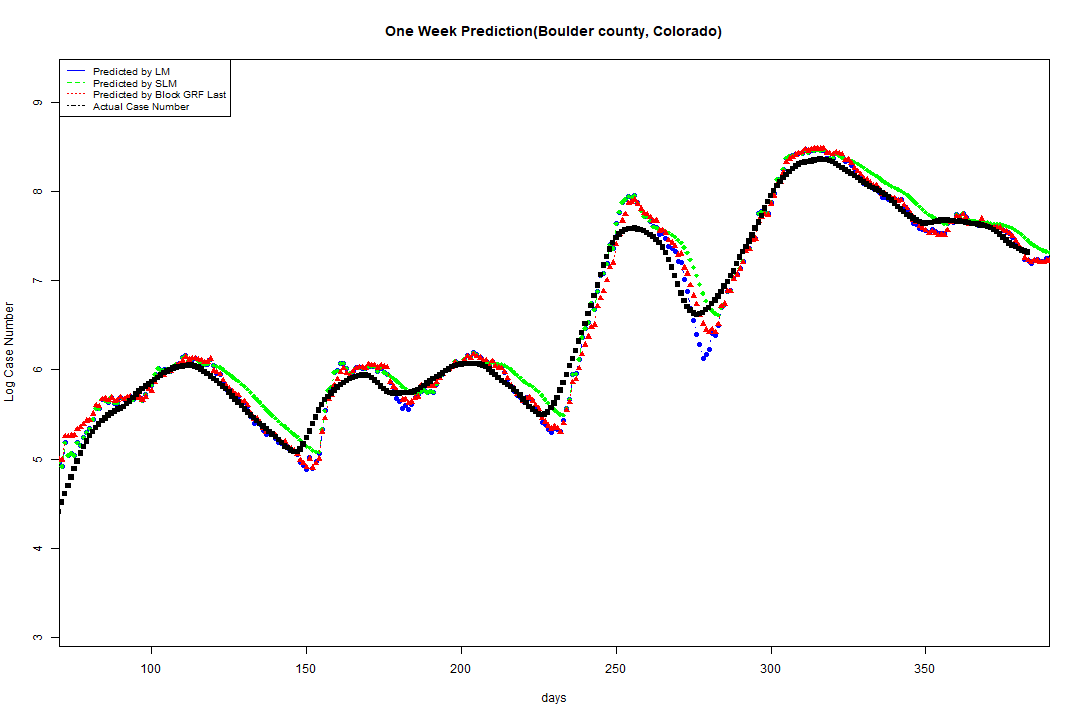 One Week Prediction(Boulder county, Colorado)
Predicted by LM
Predicted by SLM
Predicted by Block GRF Last
Actual Case Number
9
8
7
6
5
4
3
Log Case Number
100 150 200 250 300 350
days